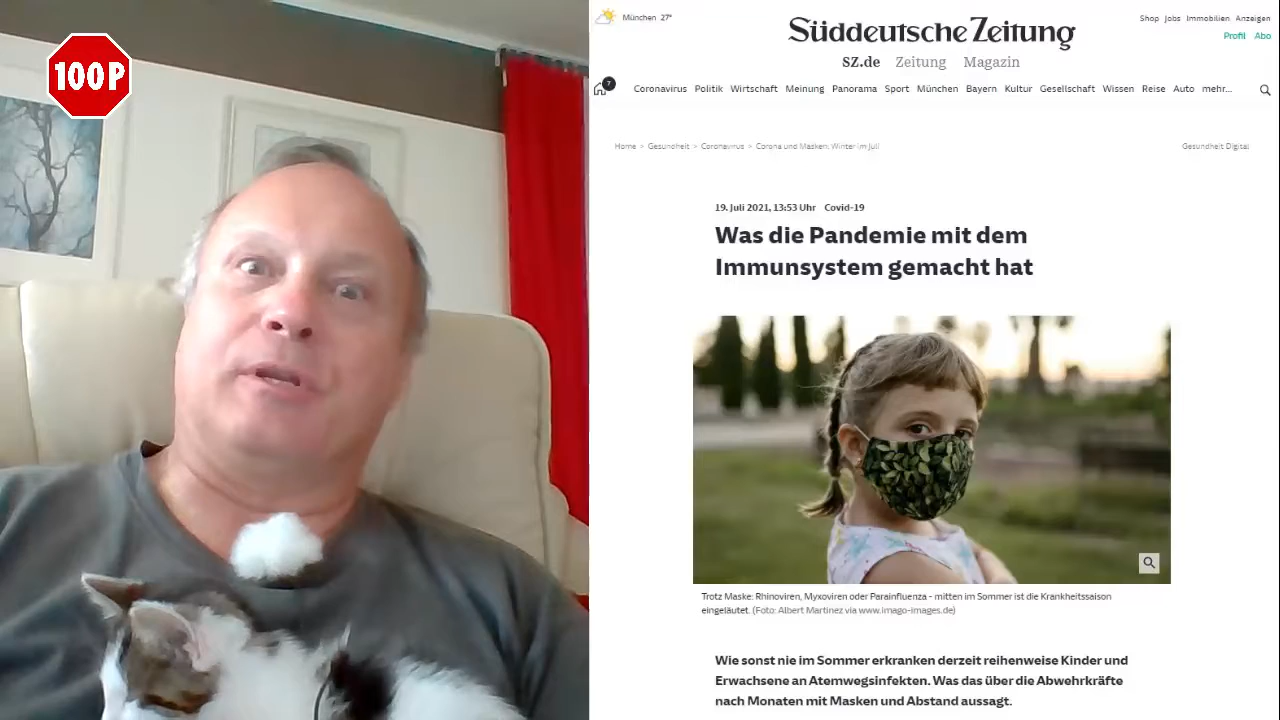 100P
München 27°
Süddeutsche Zeitung
Shop Jobs Immobilien Anzeigen
Profil Abo
SZ.de Zeitung Magazin
7
Coronavirus Politik Wirtschaft Meinung Panorama Sport München Bayern Kultur Gesellschaft Wissen Reise Auto mehr...
Home > Gesundheit > Coronavirus > Corona und Masken: Winter im Juli
Gesundheit Digital
19. Juli 2021, 13:53 Uhr Covid-19
Was die Pandemie mit dem
Immunsystem gemacht hat
Trotz Maske: Rhinoviren, Myxoviren oder Parainfluenza - mitten im Sommer ist die Krankheitssaison
eingeläutet. (Foto: Albert Martinez via www.imago-images.de)
Wie sonst nie im Sommer erkranken derzeit reihenweise Kinder und
Erwachsene an Atemwegsinfekten. Was das über die Abwehrkräfte
nach Monaten mit Masken und Abstand aussagt.